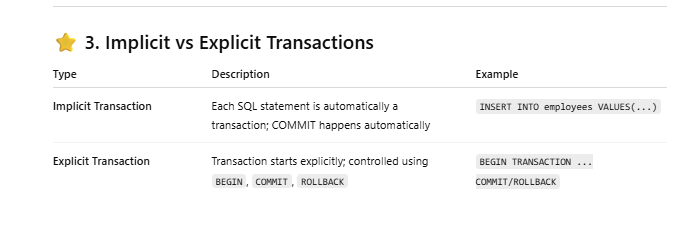 ⭐ 3. Implicit vs Explicit Transactions
Type Description Example
Implicit Transaction Each SQL statement is automatically a INSERT INTO employees VALUES(...)
transaction; COMMIT happens automatically
Explicit Transaction Transaction starts explicitly; controlled using BEGIN TRANSACTION ...
BEGIN, COMMIT, ROLLBACK COMMIT/ROLLBACK